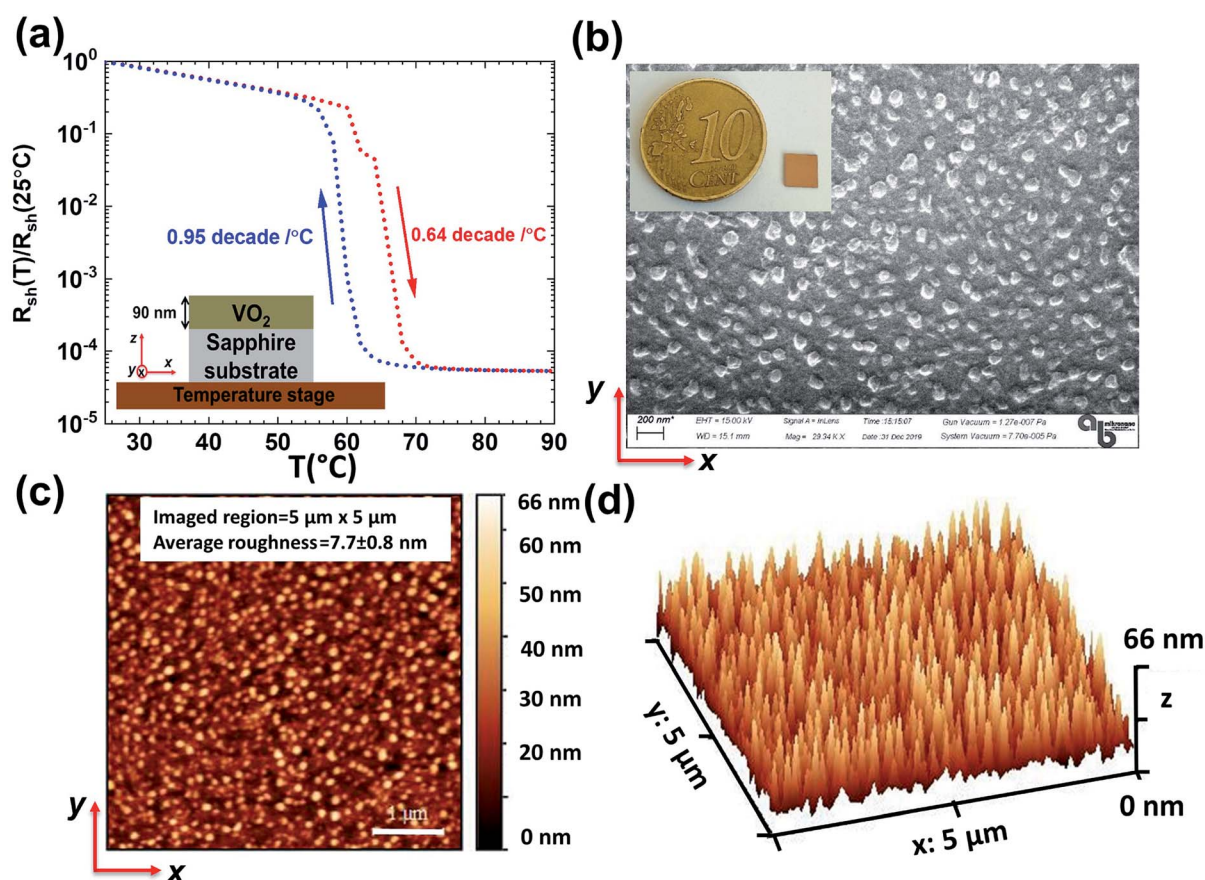 (a)
10⁰
10⁻¹
10⁻²
10⁻³
10⁻⁴
10⁻⁵
Rsh(T)/Rsh(25°C)
0.95 decade /°C
0.64 decade /°C
90 nm
VO₂
Sapphire
substrate
Temperature stage
z
y
x
x
30 40 50 60 70 80 90
T(°C)
(b)
10
CENT
200 nm*
EHT = 15.00 kV
WD = 15.1 mm
Signal A = InLens
Mag = 29.34 K X
Time :15:15:07
Date :31 Dec 2019
Gun Vacuum = 1.27e-007 Pa
System Vacuum = 7.70e-005 Pa
ab
y
x
(c)
Imaged region=5 µm x 5 µm
Average roughness=7.7±0.8 nm
1 µm
66 nm
60 nm
50 nm
40 nm
30 nm
20 nm
0 nm
y
x
(d)
66 nm
z
0 nm
y: 5 µm
x: 5 µm